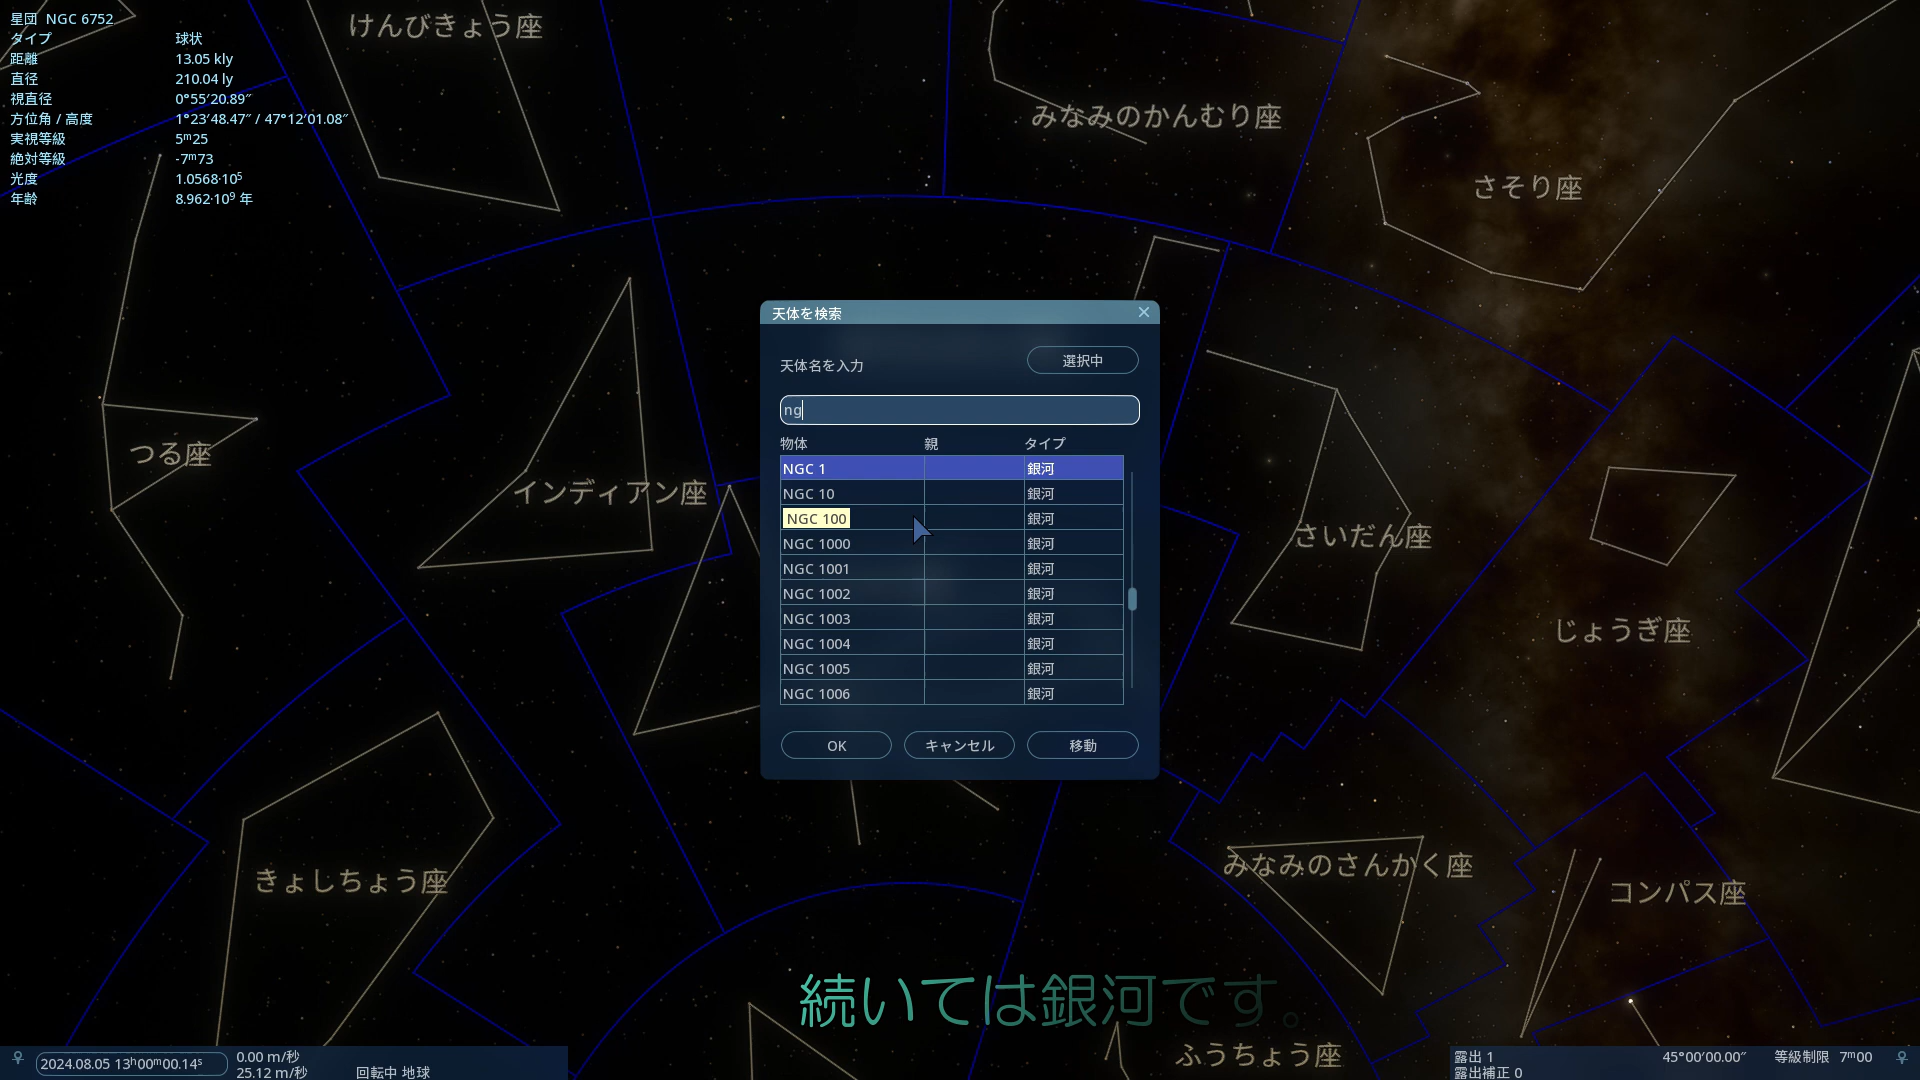 星団 NGC 6752
タイプ 球状
距離 13.05 kly
直径 210.04 ly
視直径 0°55′20.89″
方位角 / 高度 1°23′48.47″ / 47°12′01.08″
実視等級 5ᵐ25
絶対等級 -7ᵐ73
光度 1.0568·10⁵
年齢 8.962·10⁹ 年
けんびきょう座
みなみのかんむり座
さそり座
つる座
インディアン座
さいだん座
じょうぎ座
きょしちょう座
みなみのさんかく座
コンパス座
ふうちょう座
天体を検索
天体名を入力 選択中
ng
物体 親 タイプ
NGC 1 銀河
NGC 10 銀河
NGC 100 銀河
NGC 1000 銀河
NGC 1001 銀河
NGC 1002 銀河
NGC 1003 銀河
NGC 1004 銀河
NGC 1005 銀河
NGC 1006 銀河
OK キャンセル 移動
続いては銀河です。
2024.08.05 13ʰ00ᵐ00.14ˢ
0.00 m/秒
25.12 m/秒 回転中 地球
露出 1 45°00′00.00″ 等級制限 7ᵐ00
露出補正 0